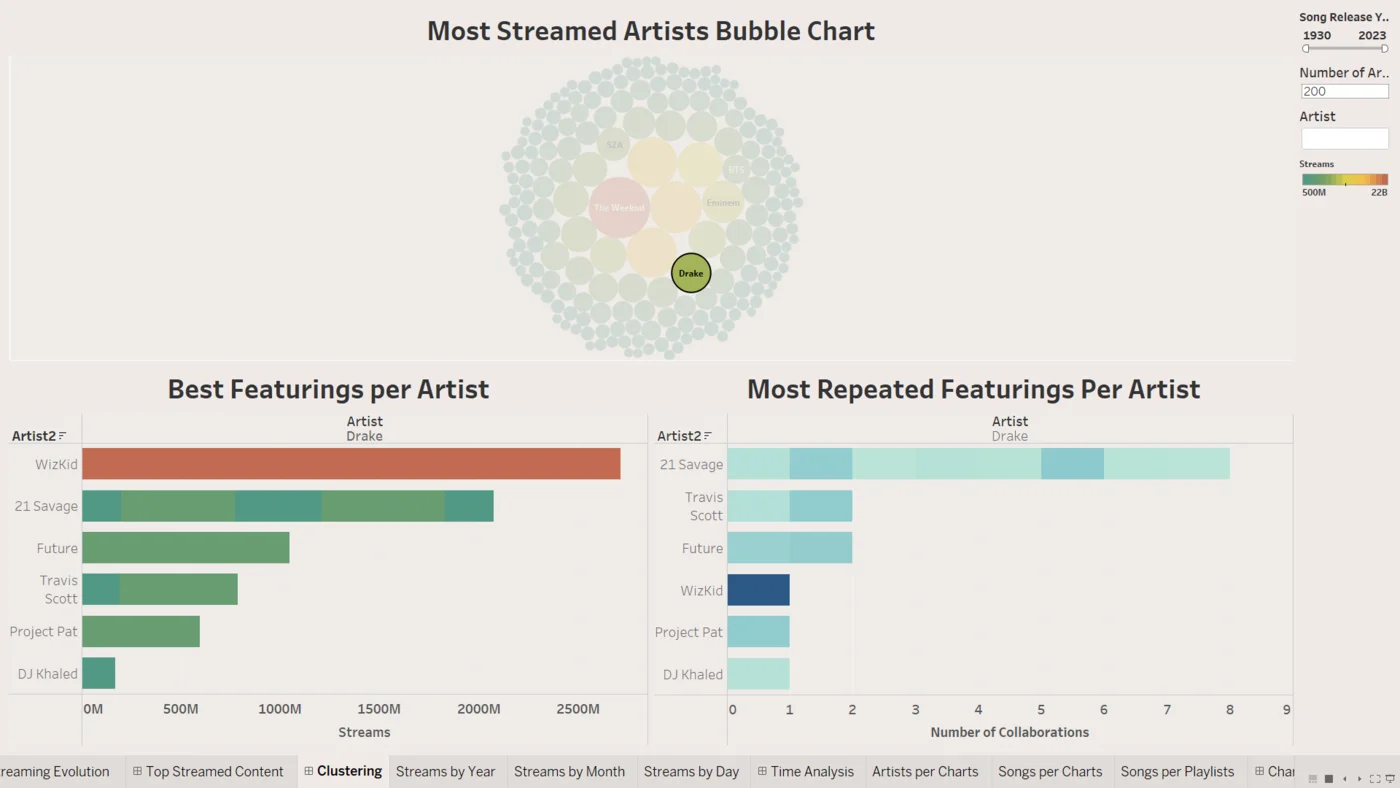 Most Streamed Artists Bubble Chart
Song Release Y..
1930 2023
Number of Ar..
200
Artist
Streams
500M 22B
SZA
BTS
The Weeknd
Eminem
Drake
Best Featurings per Artist
Artist
Artist2 Drake
WizKid
21 Savage
Future
Travis
Scott
Project Pat
DJ Khaled
0M 500M 1000M 1500M 2000M 2500M
Streams
Most Repeated Featurings Per Artist
Artist
Artist2 Drake
21 Savage
Travis
Scott
Future
WizKid
Project Pat
DJ Khaled
0 1 2 3 4 5 6 7 8 9
Number of Collaborations
reaming Evolution Top Streamed Content Clustering Streams by Year Streams by Month Streams by Day Time Analysis Artists per Charts Songs per Charts Songs per Playlists Char